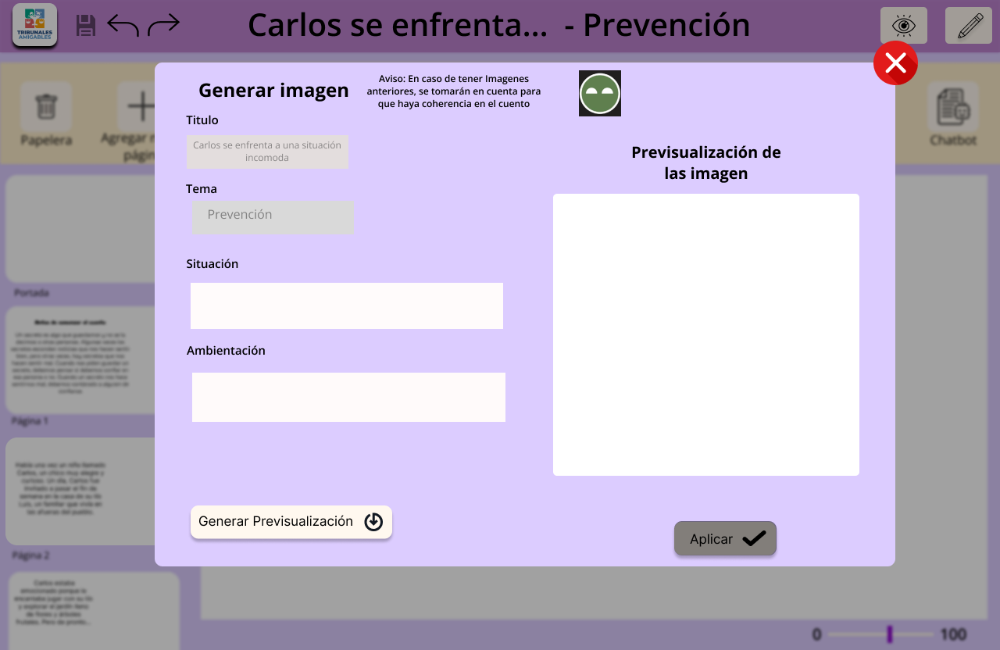 TRIBUNALES
AMIGABLES
Carlos se enfrenta... - Prevención
Papelera
Agregar
Chatbot
Generar imagen
Aviso: En caso de tener Imagenes
anteriores, se tomarán en cuenta para
que haya coherencia en el cuento
Titulo
Carlos se enfrenta a una situación
incomoda
Tema
Prevención
Situación
Ambientación
Generar Previsualización
Previsualización de
las imagen
Aplicar
Portada
Página 1
Había una vez un niño llamado
Carlos, un chico muy alegre y
curioso. Un día, Carlos fue
invitado a pasar el fin de
semana en la casa de su tío
Luis, un familiar que vivía en
las afueras del pueblo.
Página 2
Carlos estaba
emocionado porque le
encantaba jugar con su tío
y explorar el jardín lleno
de flores y árboles
frutales. Pero de pronto...
0
100